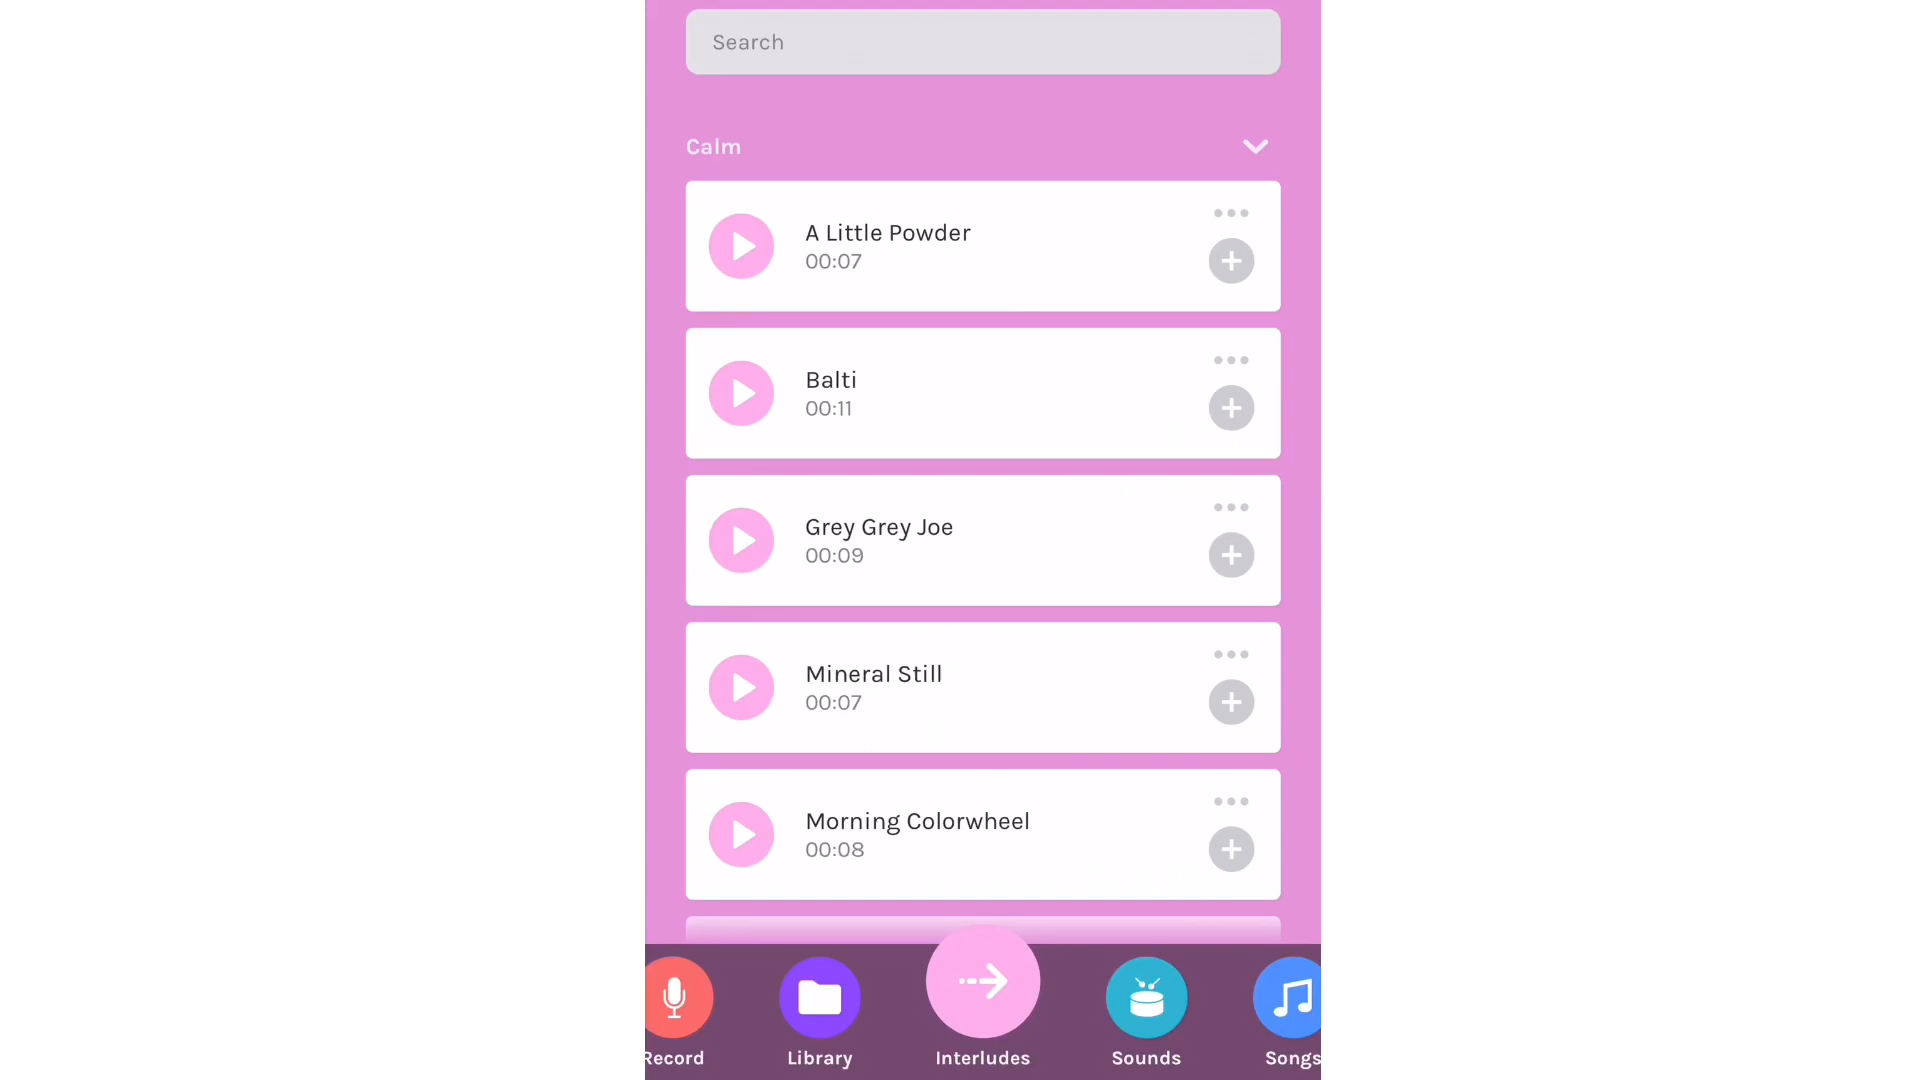 Search
Calm
A Little Powder
00:07
Balti
00:11
Grey Grey Joe
00:09
Mineral Still
00:07
Morning Colorwheel
00:08
Record
Library
Interludes
Sounds
Songs